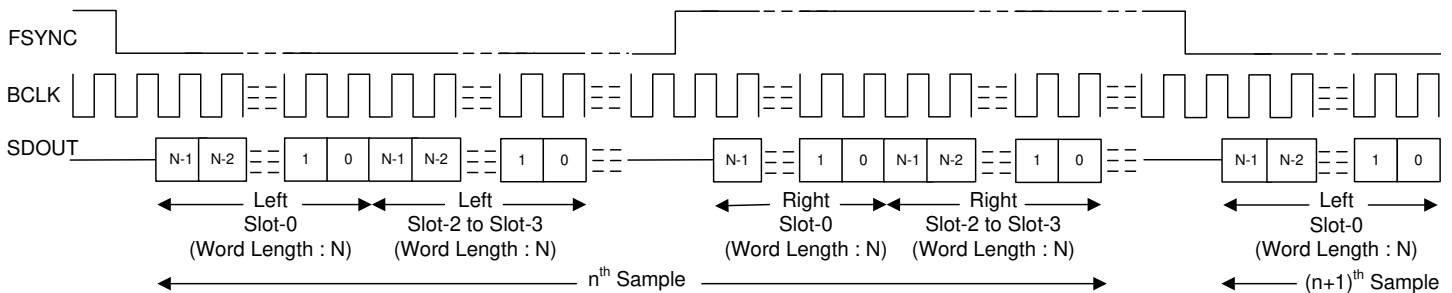 FSYNC
BCLK
SDOUT
N-1 N-2 1 0 N-1 N-2 1 0 N-1 1 0 N-1 N-2 1 0 N-1 N-2 1 0
Left Left Right Right Left
Slot-0 Slot-2 to Slot-3 Slot-0 Slot-2 to Slot-3 Slot-0
(Word Length : N) (Word Length : N) (Word Length : N) (Word Length : N) (Word Length : N)
nth Sample (n+1)th Sample